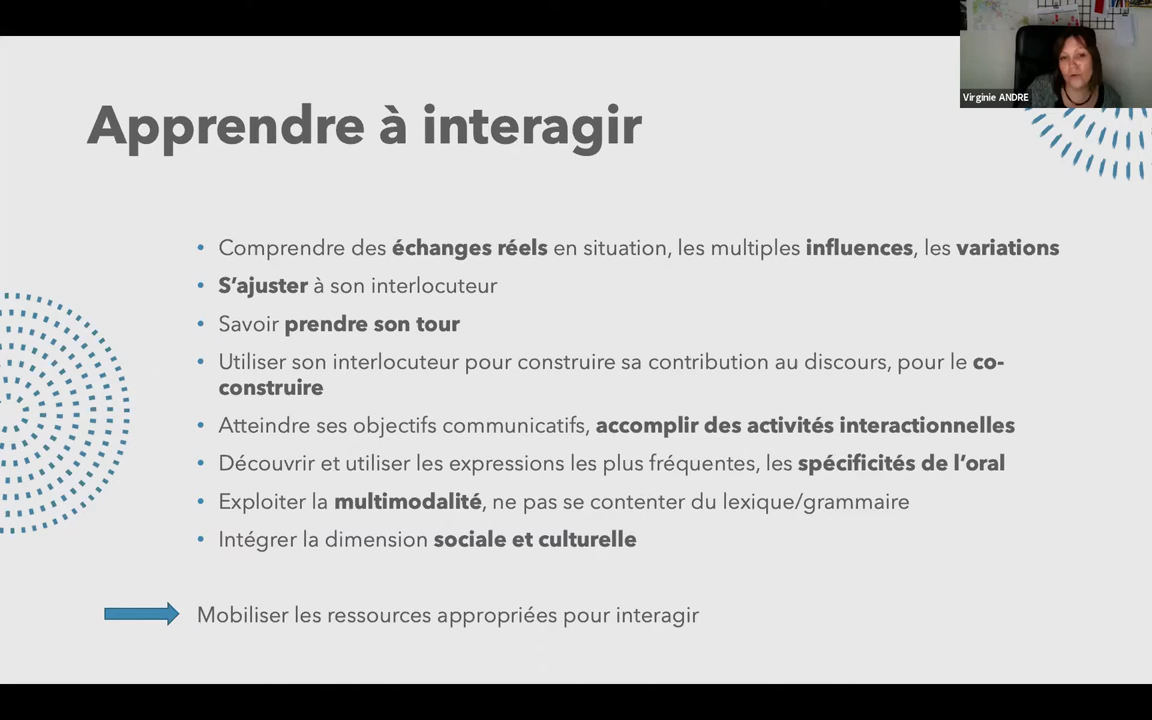 Virginie ANDRE
Apprendre à interagir
• Comprendre des échanges réels en situation, les multiples influences, les variations
• S’ajuster à son interlocuteur
• Savoir prendre son tour
• Utiliser son interlocuteur pour construire sa contribution au discours, pour le co-
construire
• Atteindre ses objectifs communicatifs, accomplir des activités interactionnelles
• Découvrir et utiliser les expressions les plus fréquentes, les spécificités de l’oral
• Exploiter la multimodalité, ne pas se contenter du lexique/grammaire
• Intégrer la dimension sociale et culturelle
Mobiliser les ressources appropriées pour interagir